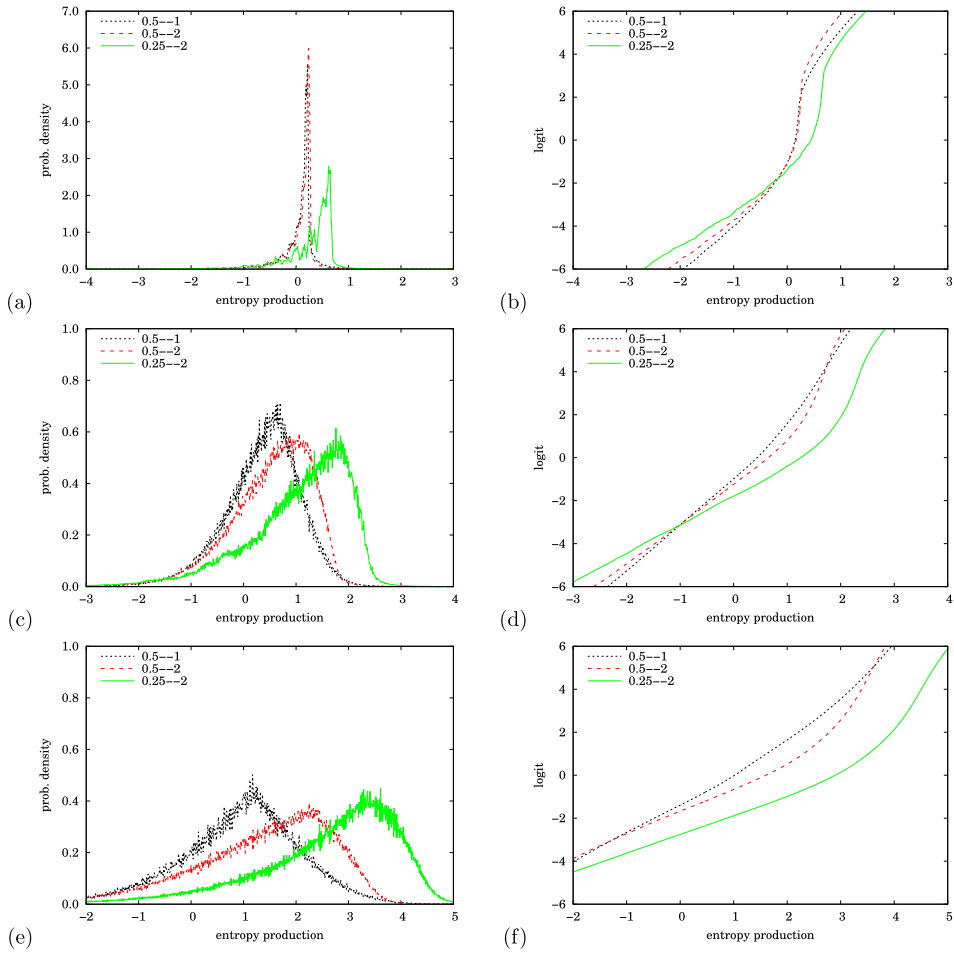 7.0
6.0
5.0
4.0
3.0
2.0
1.0
0.0
prob. density
0.5--1
0.5--2
0.25--2
−4 −3 −2 −1 0 1 2 3
entropy production
(a)
6
4
2
0
−2
−4
−6
logit
0.5--1
0.5--2
0.25--2
−4 −3 −2 −1 0 1 2 3
entropy production
(b)
1.0
0.8
0.6
0.4
0.2
0.0
prob. density
0.5--1
0.5--2
0.25--2
−3 −2 −1 0 1 2 3 4
entropy production
(c)
6
4
2
0
−2
−4
−6
logit
0.5--1
0.5--2
0.25--2
−3 −2 −1 0 1 2 3 4
entropy production
(d)
1.0
0.8
0.6
0.4
0.2
0.0
prob. density
0.5--1
0.5--2
0.25--2
−2 −1 0 1 2 3 4 5
entropy production
(e)
6
4
2
0
−2
−4
−6
logit
0.5--1
0.5--2
0.25--2
−2 −1 0 1 2 3 4 5
entropy production
(f)